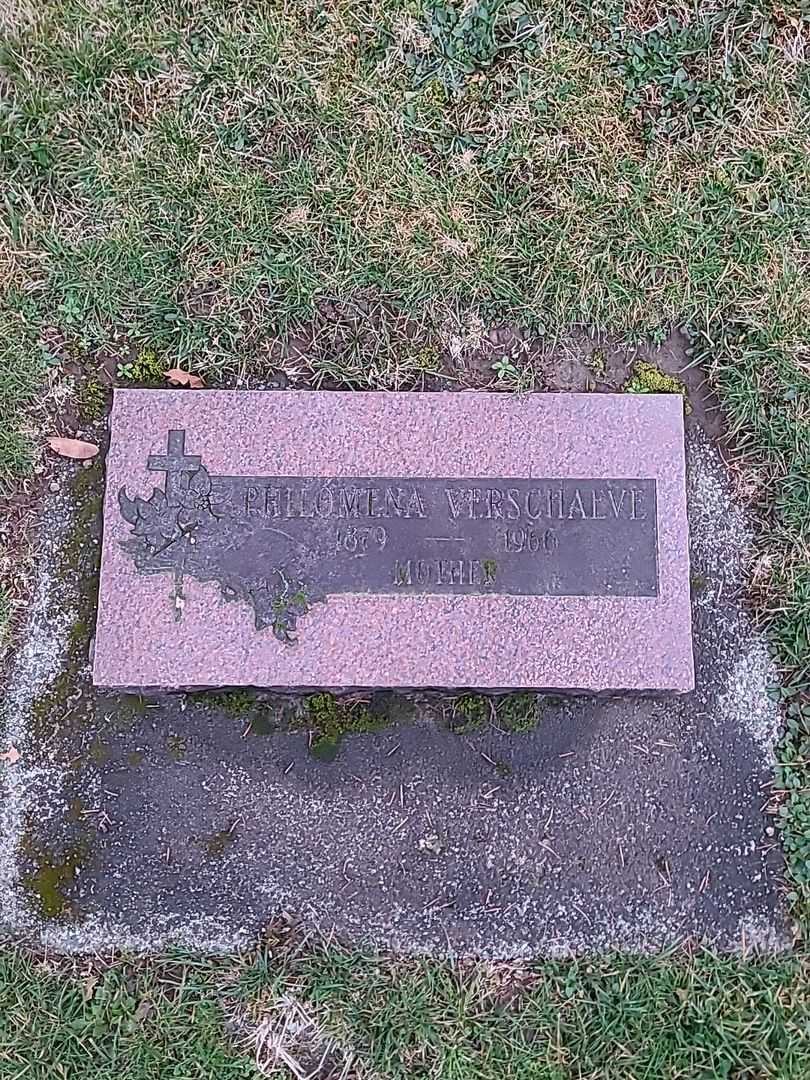 PHILOMENA VERSCHAEVE
1879 — 1966
MOTHER